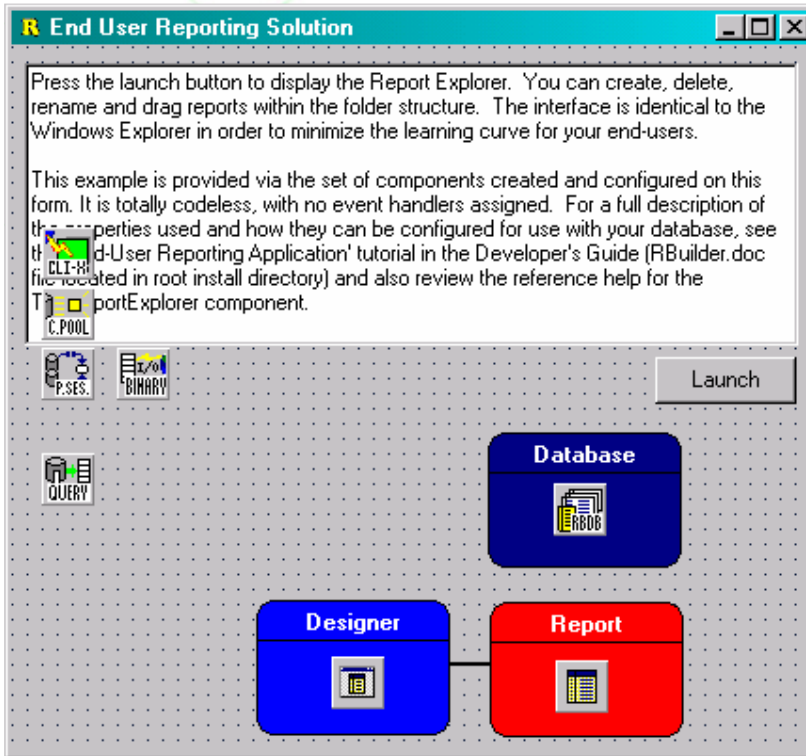 R End User Reporting Solution
Press the launch button to display the Report Explorer. You can create, delete,
rename and drag reports within the folder structure. The interface is identical to the
Windows Explorer in order to minimize the learning curve for your end-users.
This example is provided via the set of components created and configured on this
form. It is totally codeless, with no event handlers assigned. For a full description of
properties used and how they can be configured for use with your database, see
d-User Reporting Application' tutorial in the Developer's Guide (RBuilder.doc
file located in root install directory) and also review the reference help for the
portExplorer component.
CLI-X
C.POOL
P.SES.
I/O
BINARY
Launch
QUERY
Database
RBDB
Designer
Report